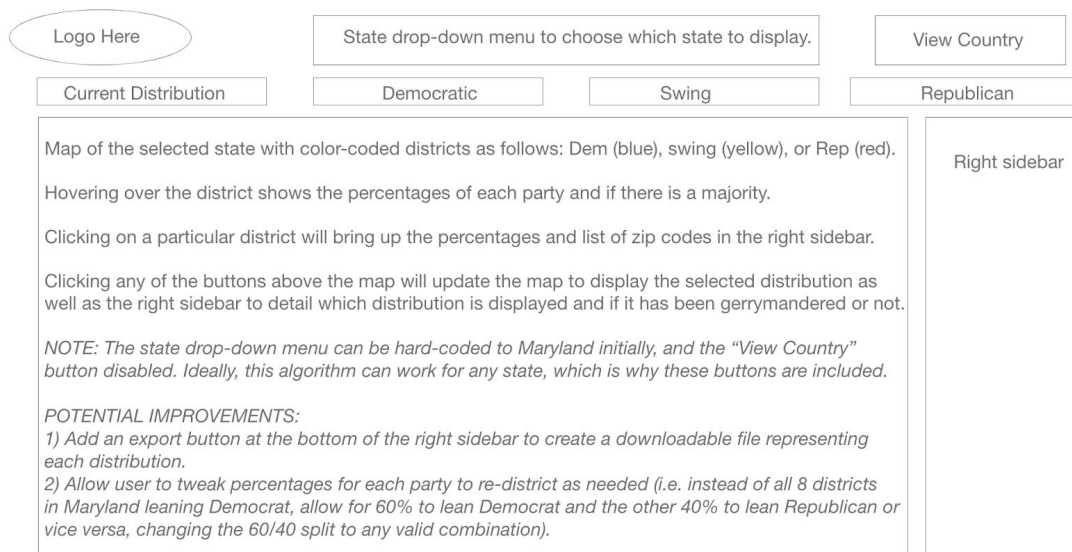 Logo Here
State drop-down menu to choose which state to display.
View Country
Current Distribution
Democratic
Swing
Republican
Map of the selected state with color-coded districts as follows: Dem (blue), swing (yellow), or Rep (red).
Hovering over the district shows the percentages of each party and if there is a majority.
Clicking on a particular district will bring up the percentages and list of zip codes in the right sidebar.
Clicking any of the buttons above the map will update the map to display the selected distribution as
well as the right sidebar to detail which distribution is displayed and if it has been gerrymandered or not.
NOTE: The state drop-down menu can be hard-coded to Maryland initially, and the “View Country”
button disabled. Ideally, this algorithm can work for any state, which is why these buttons are included.
POTENTIAL IMPROVEMENTS:
1) Add an export button at the bottom of the right sidebar to create a downloadable file representing
each distribution.
2) Allow user to tweak percentages for each party to re-district as needed (i.e. instead of all 8 districts
in Maryland leaning Democrat, allow for 60% to lean Democrat and the other 40% to lean Republican or
vice versa, changing the 60/40 split to any valid combination).
Right sidebar